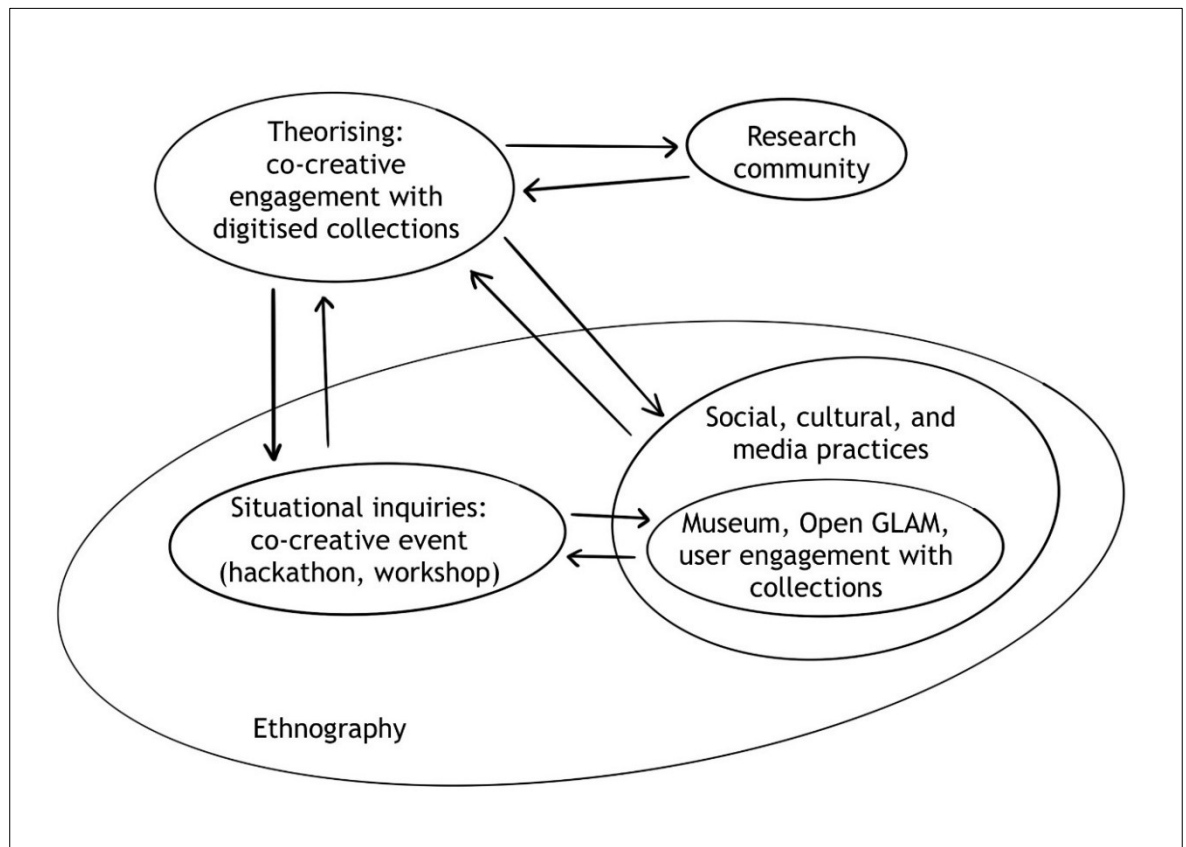 Theorising:
co-creative
engagement with
digitised collections
Research
community
Social, cultural, and
media practices
Situational inquiries:
co-creative event
(hackathon, workshop)
Museum, Open GLAM,
user engagement with
collections
Ethnography